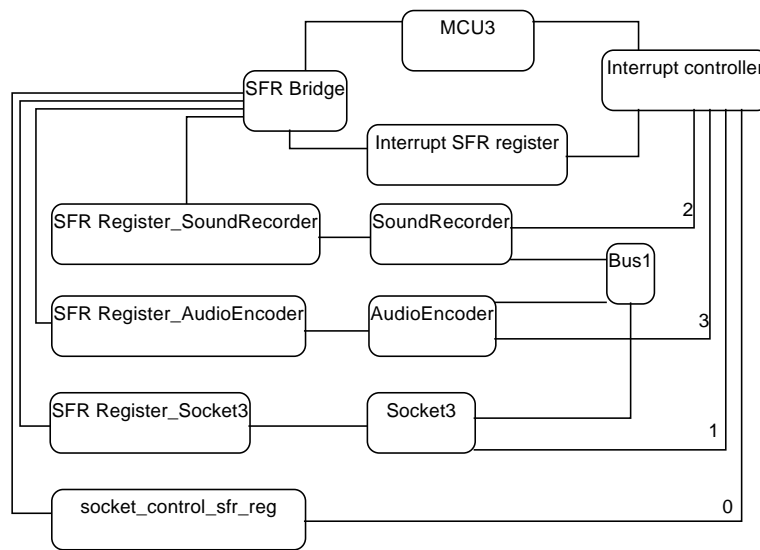 MCU3
Interrupt controller
SFR Bridge
Interrupt SFR register
SFR Register_SoundRecorder
SoundRecorder
2
Bus1
SFR Register_AudioEncoder
AudioEncoder
3
SFR Register_Socket3
Socket3
1
socket_control_sfr_reg
0